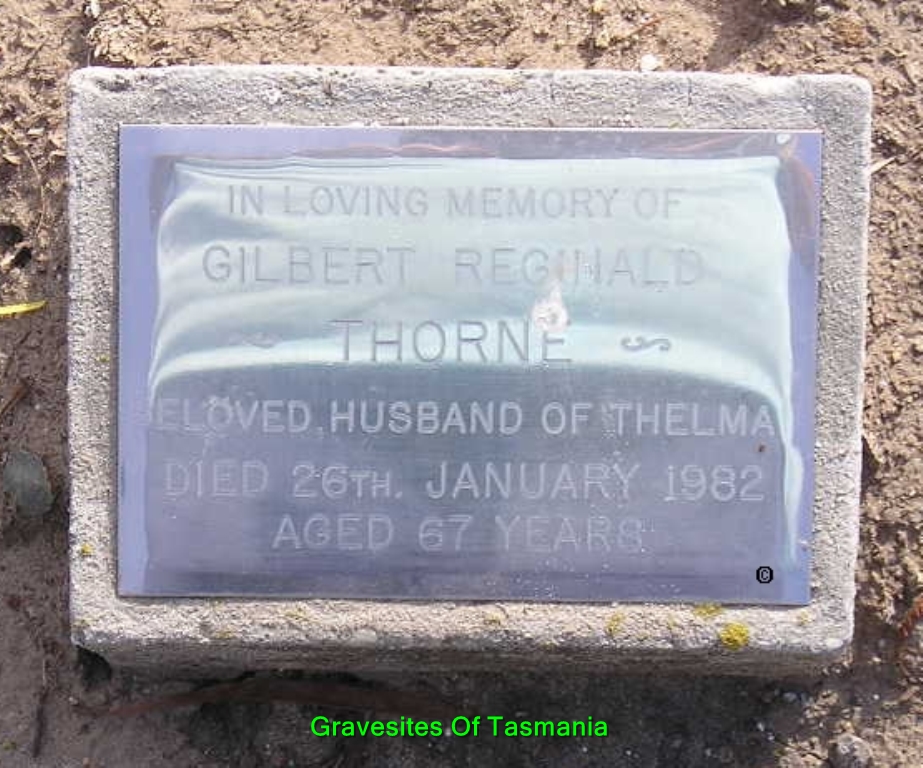 IN LOVING MEMORY OF
GILBERT REGINALD
THORNE
BELOVED HUSBAND OF THELMA
DIED 26TH. JANUARY 1982
AGED 67 YEARS
©
Gravesites Of Tasmania